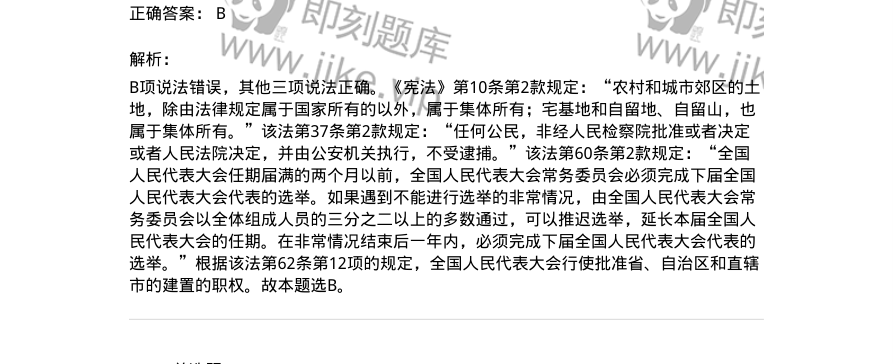 正确答案： B
即刻题库
www.jike.vip
www.jike
解析：
B项说法错误，其他三项说法正确。《宪法》第10条第2款规定：“农村和城市郊区的土
地，除由法律规定属于国家所有的以外，属于集体所有；宅基地和自留地、自留山，也
属于集体所有。”该法第37条第2款规定：“任何公民，非经人民检察院批准或者决定
或者人民法院决定，并由公安机关执行，不受逮捕。”该法第60条第2款规定：“全国
人民代表大会任期届满的两个月以前，全国人民代表大会常务委员会必须完成下届全国
人民代表大会代表的选举。如果遇到不能进行选举的非常情况，由全国人民代表大会常
务委员会以全体组成人员的三分之二以上的多数通过，可以推迟选举，延长本届全国人
民代表大会的任期。在非常情况结束后一年内，必须完成下届全国人民代表大会代表的
选举。”根据该法第62条第12项的规定，全国人民代表大会行使批准省、自治区和直辖
市的建置的职权。故本题选B。